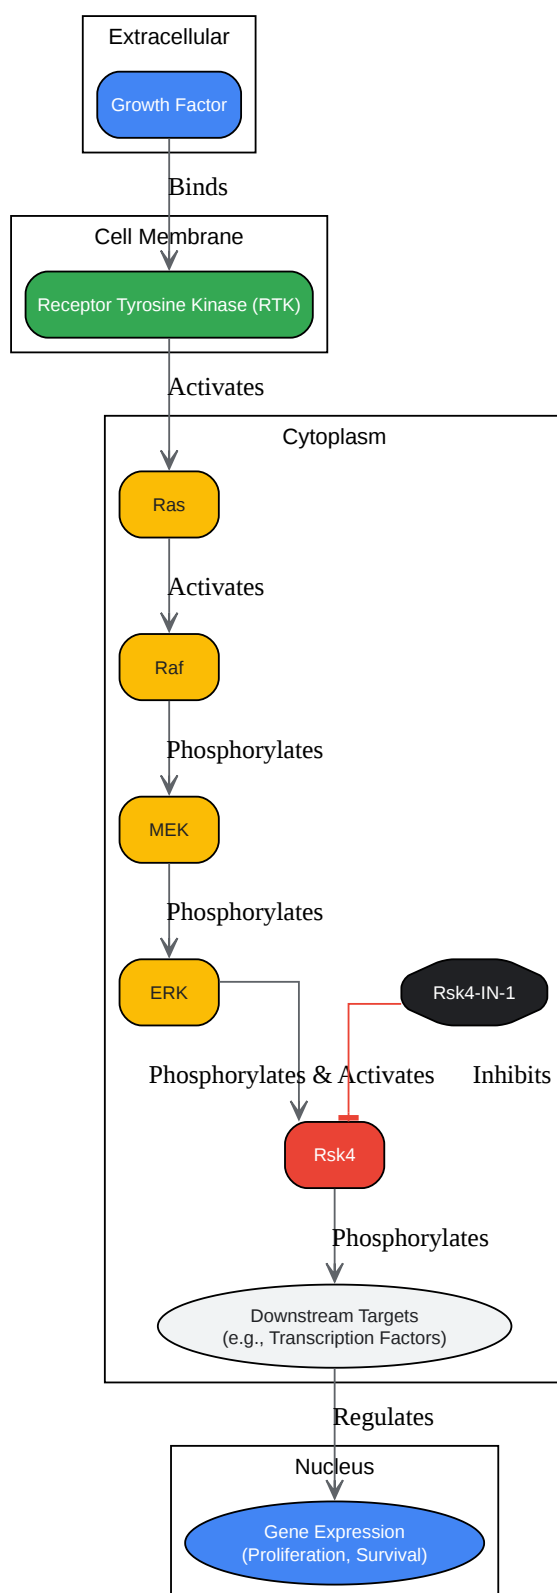 Extracellular
Growth Factor
Binds
Cell Membrane
Receptor Tyrosine Kinase (RTK)
Activates
Cytoplasm
Ras
Activates
Raf
Phosphorylates
MEK
Phosphorylates
ERK
Rsk4-IN-1
Phosphorylates & Activates
Inhibits
Rsk4
Phosphorylates
Downstream Targets
(e.g., Transcription Factors)
Regulates
Nucleus
Gene Expression
(Proliferation, Survival)